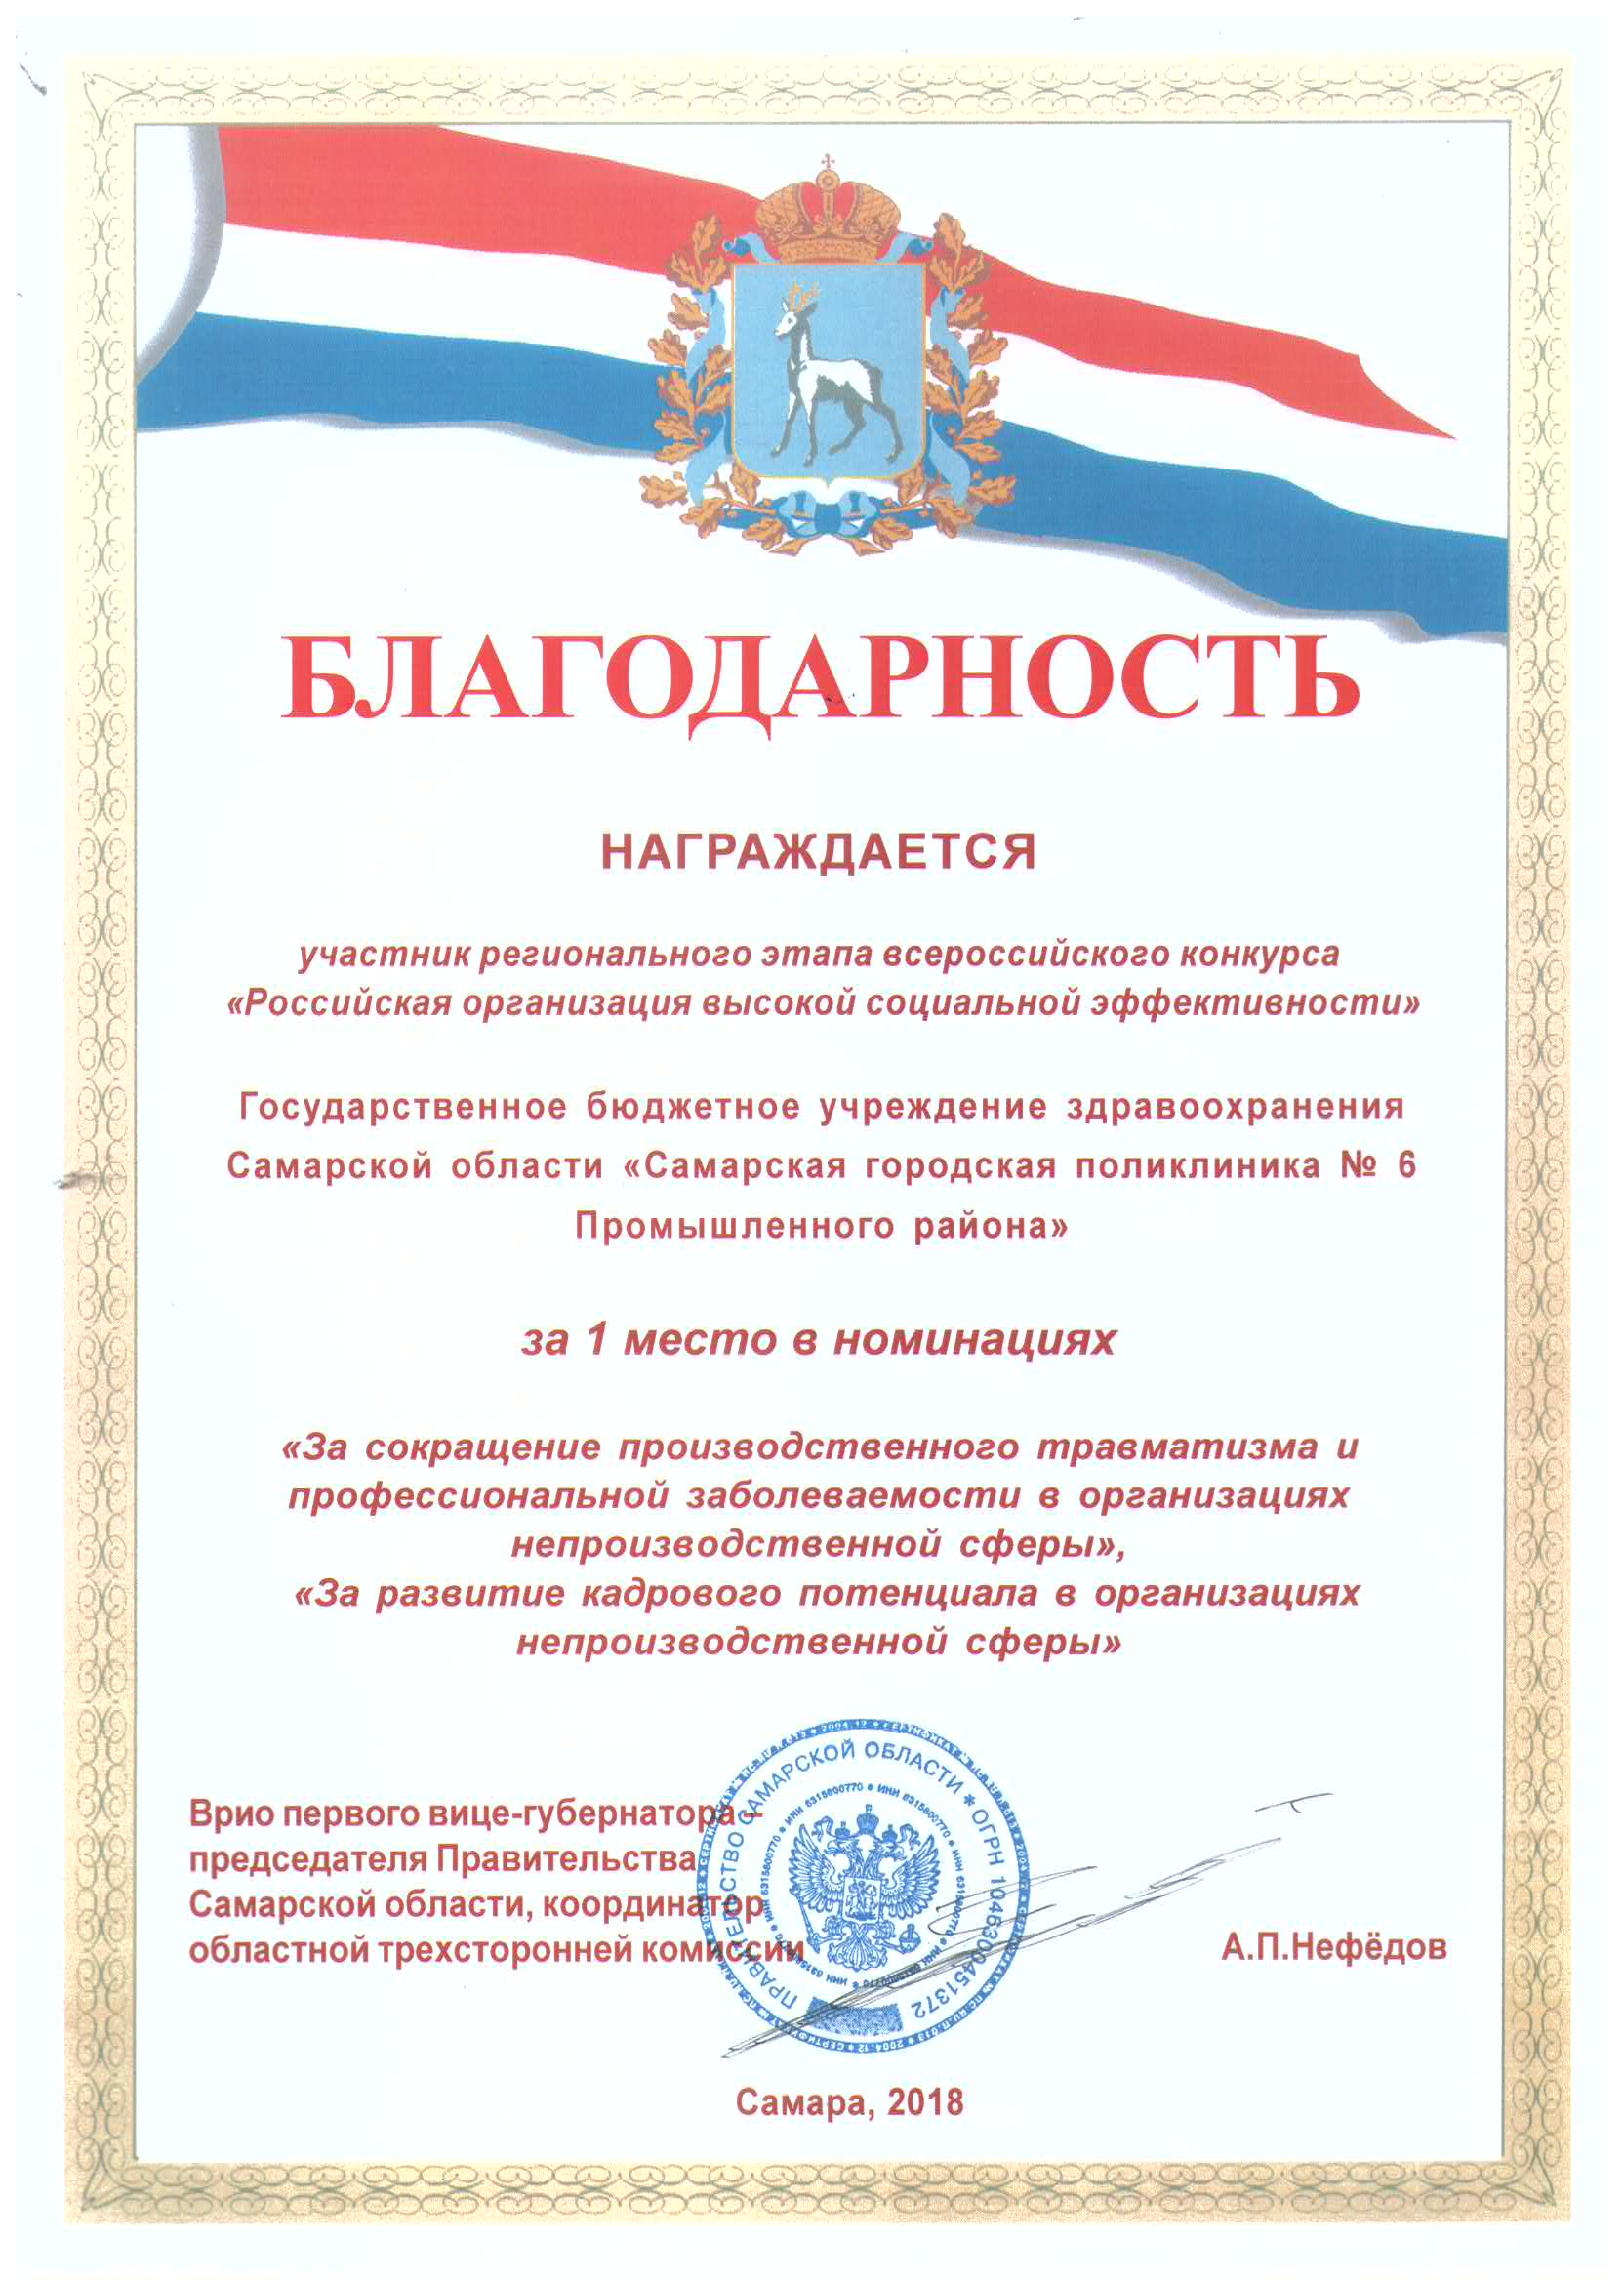 БЛАГОДАРНОСТЬ
НАГРАЖДАЕТСЯ
участник регионального этапа всероссийского конкурса
«Российская организация высокой социальной эффективности»
Государственное бюджетное учреждение здравоохранения
Самарской области «Самарская городская поликлиника № 6
Промышленного района»
за 1 место в номинациях
«За сокращение производственного травматизма и
профессиональной заболеваемости в организациях
непроизводственной сферы»,
«За развитие кадрового потенциала в организациях
непроизводственной сферы»
Врио первого вице-губернатора –
председателя Правительства
Самарской области, координатор
областной трехсторонней комиссии
А.П.Нефёдов
ПРАВИТЕЛЬСТВО САМАРСКОЙ ОБЛАСТИ * ОГРН 1046300451372
ИНН 6315800770
Самара, 2018